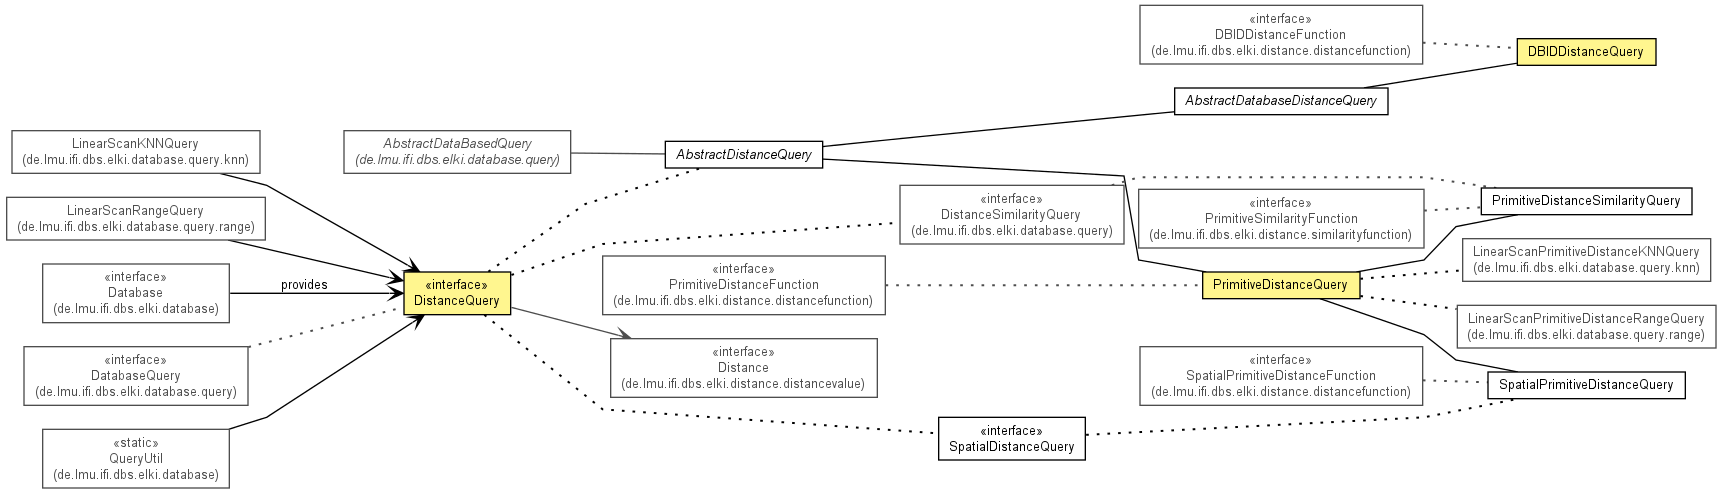 «interface»
DBIDDistanceFunction
(de.lmu.ifi.dbs.elki.distance.distancefunction)
DBIDDistanceQuery
AbstractDatabaseDistanceQuery
LinearScanKNNQuery
(de.lmu.ifi.dbs.elki.database.query.knn)
AbstractDataBasedQuery
(de.lmu.ifi.dbs.elki.database.query)
AbstractDistanceQuery
LinearScanRangeQuery
(de.lmu.ifi.dbs.elki.database.query.range)
«interface»
DistanceSimilarityQuery
(de.lmu.ifi.dbs.elki.database.query)
«interface»
PrimitiveSimilarityFunction
(de.lmu.ifi.dbs.elki.distance.similarityfunction)
PrimitiveDistanceSimilarityQuery
«interface»
Database
(de.lmu.ifi.dbs.elki.database)
provides
«interface»
DistanceQuery
«interface»
PrimitiveDistanceFunction
(de.lmu.ifi.dbs.elki.distance.distancefunction)
PrimitiveDistanceQuery
LinearScanPrimitiveDistanceKNNQuery
(de.lmu.ifi.dbs.elki.database.query.knn)
LinearScanPrimitiveDistanceRangeQuery
(de.lmu.ifi.dbs.elki.database.query.range)
«interface»
DatabaseQuery
(de.lmu.ifi.dbs.elki.database.query)
«interface»
Distance
(de.lmu.ifi.dbs.elki.distance.distancevalue)
«interface»
SpatialPrimitiveDistanceFunction
(de.lmu.ifi.dbs.elki.distance.distancefunction)
SpatialPrimitiveDistanceQuery
«static»
QueryUtil
(de.lmu.ifi.dbs.elki.database)
«interface»
SpatialDistanceQuery